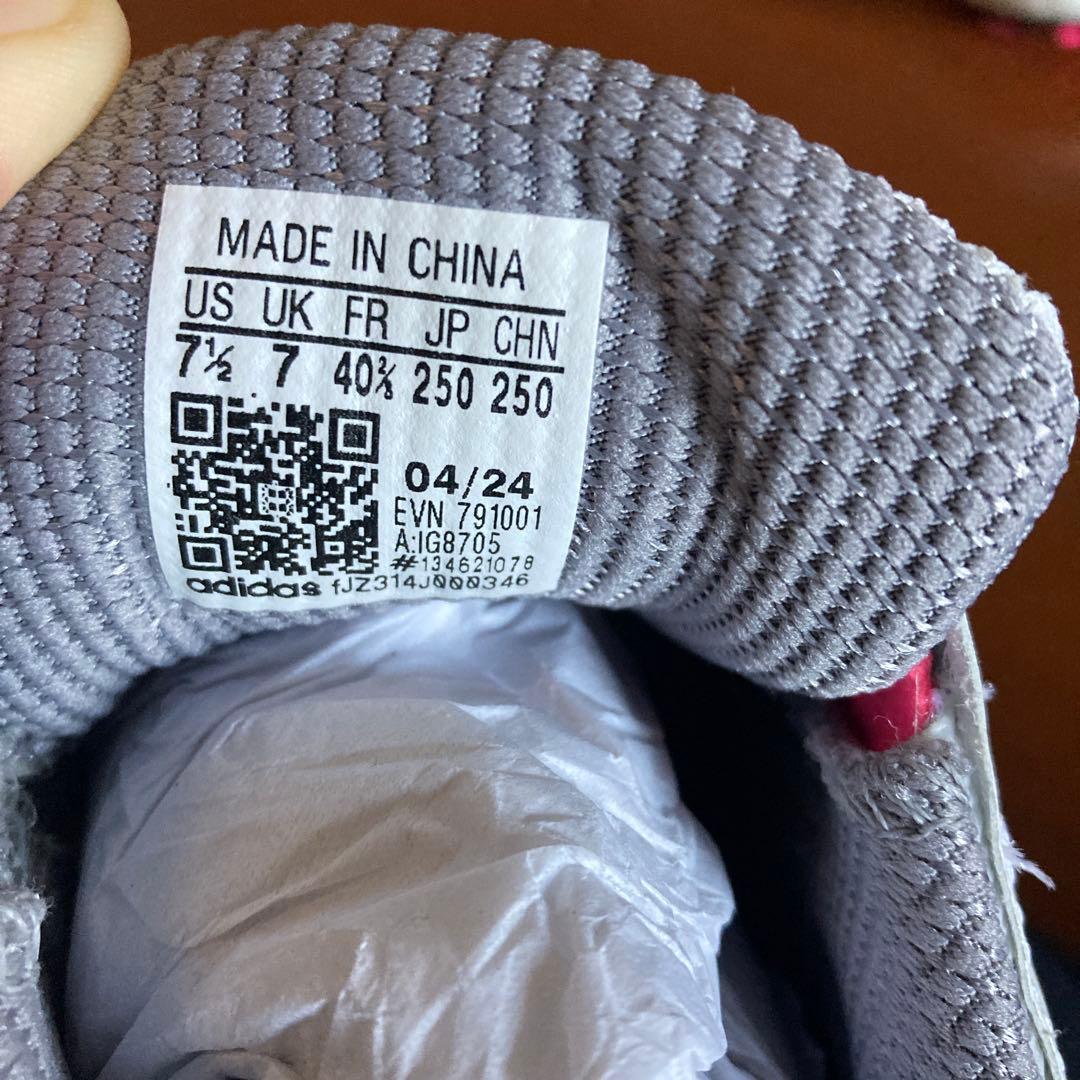 MADE IN CHINA
US UK FR JP CHN
7½ 7 40⅔ 250 250
04/24
EVN 791001
A:IG8705
#134621078
adidas fJZ314J000346